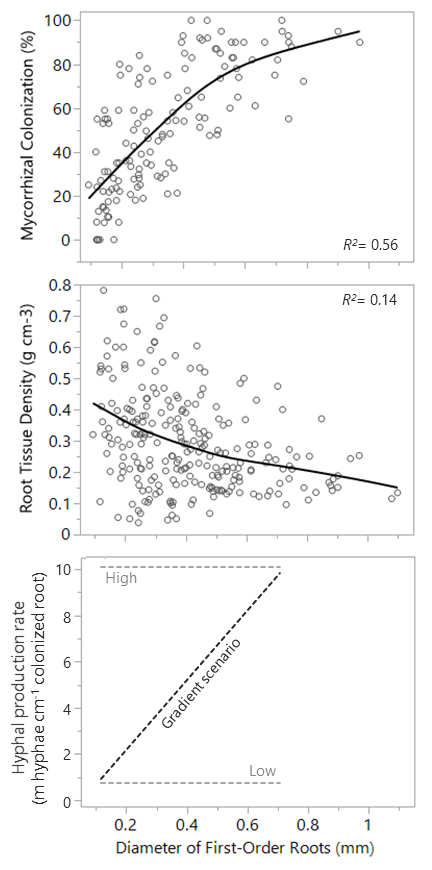 Mycorrhizal Colonization (%)
100
80
60
40
20
0
R²= 0.56
Root Tissue Density (g cm-3)
0.8
0.7
0.6
0.5
0.4
0.3
0.2
0.1
0
R²= 0.14
Hyphal production rate
(m hyphae cm⁻¹ colonized root)
10
8
6
4
2
0
High
Gradient scenario
Low
0.2 0.4 0.6 0.8 1
Diameter of First-Order Roots (mm)